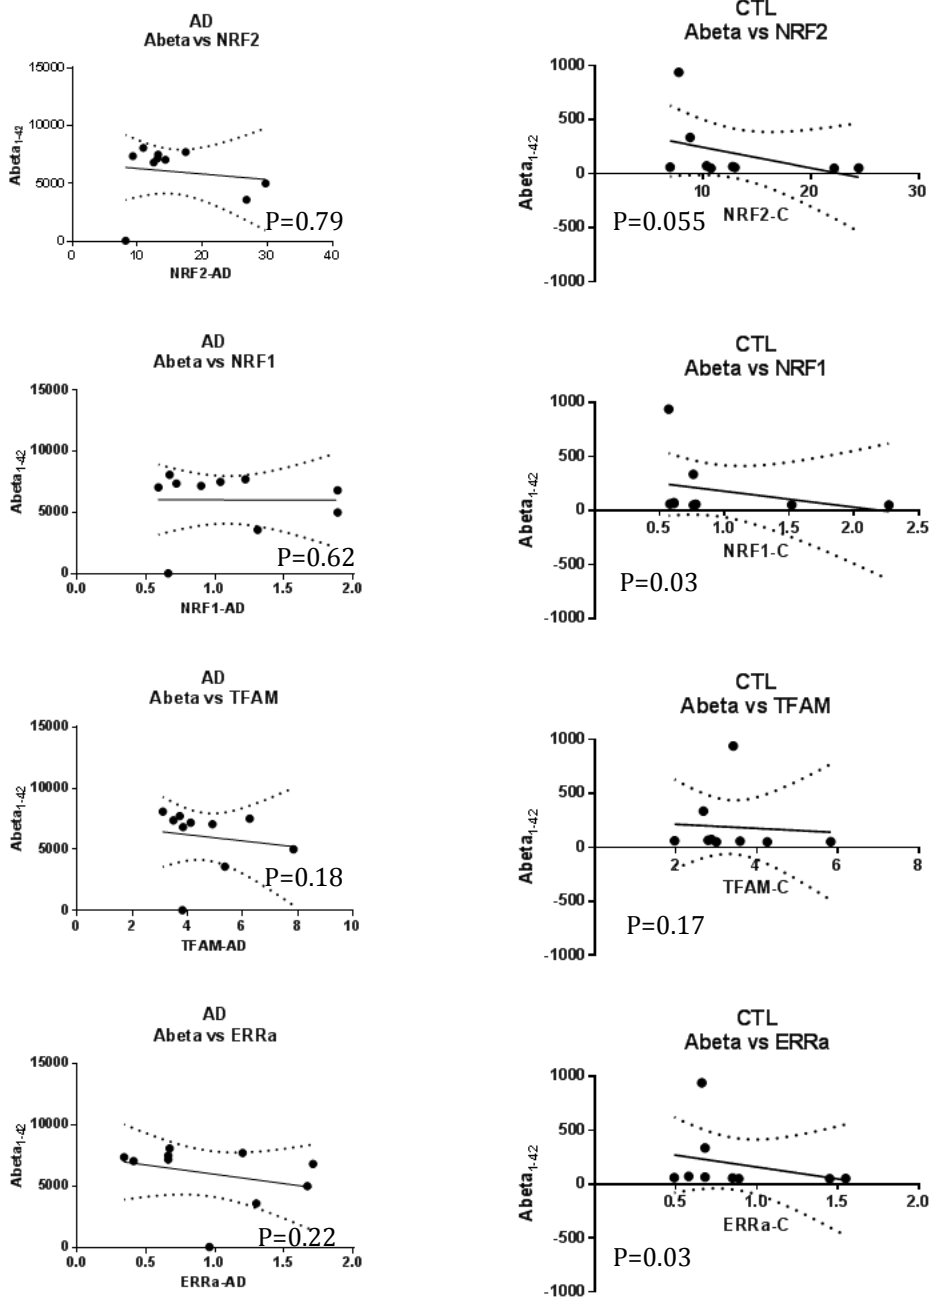 AD
Abeta vs NRF2
15000
10000
5000
0
Abeta1-42
0 10 20 30 40
NRF2-AD
P=0.79
CTL
Abeta vs NRF2
1000
500
0
-500
-1000
Abeta1-42
10 20 30
NRF2-C
P=0.055
AD
Abeta vs NRF1
15000
10000
5000
0
Abeta1-42
0.0 0.5 1.0 1.5 2.0
NRF1-AD
P=0.62
CTL
Abeta vs NRF1
1000
500
0
-500
-1000
Abeta1-42
0.5 1.0 1.5 2.0 2.5
NRF1-C
P=0.03
AD
Abeta vs TFAM
15000
10000
5000
0
Abeta1-42
0 2 4 6 8 10
TFAM-AD
P=0.18
CTL
Abeta vs TFAM
1000
500
0
-500
-1000
Abeta1-42
2 4 6 8
TFAM-C
P=0.17
AD
Abeta vs ERRa
15000
10000
5000
0
Abeta1-42
0.0 0.5 1.0 1.5 2.0
ERRa-AD
P=0.22
CTL
Abeta vs ERRa
1000
500
0
-500
-1000
Abeta1-42
0.5 1.0 1.5 2.0
ERRa-C
P=0.03